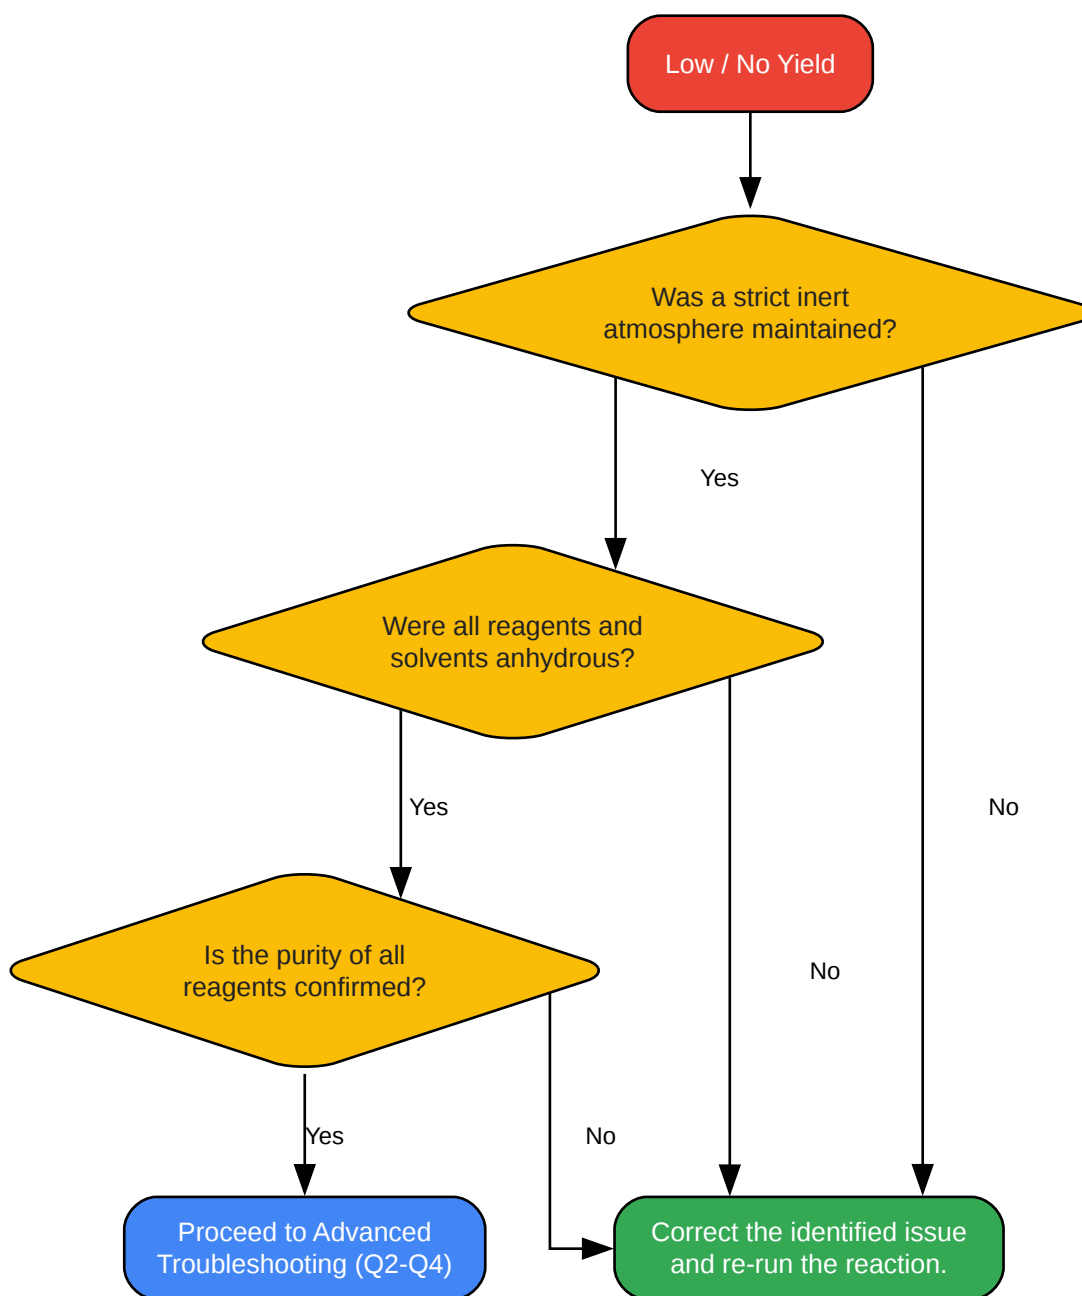 Low / No Yield
Was a strict inert
atmosphere maintained?
Yes
Were all reagents and
solvents anhydrous?
Yes
No
Is the purity of all
reagents confirmed?
No
Yes
No
Proceed to Advanced
Troubleshooting (Q2-Q4)
Correct the identified issue
and re-run the reaction.